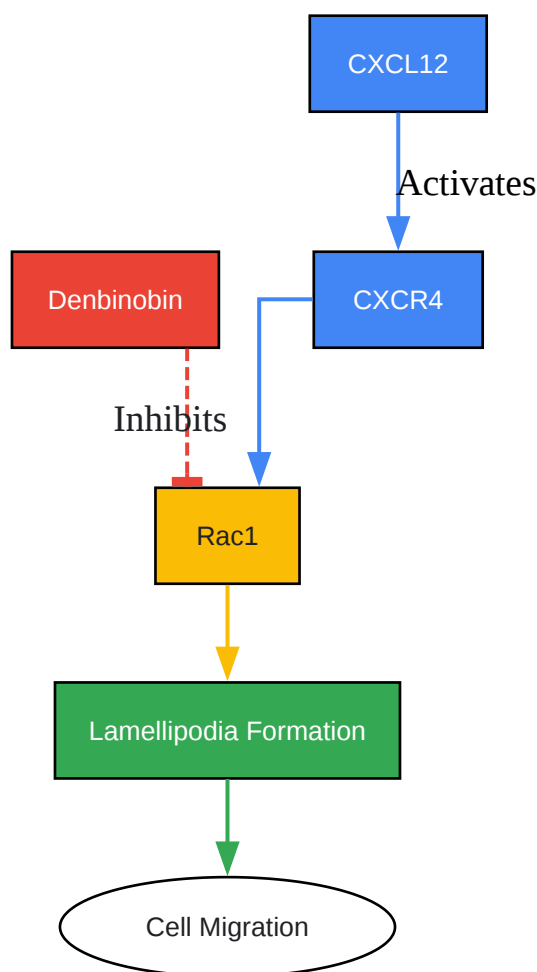 CXCL12
Activates
Denbinobin
CXCR4
Inhibits
Rac1
Lamellipodia Formation
Cell Migration